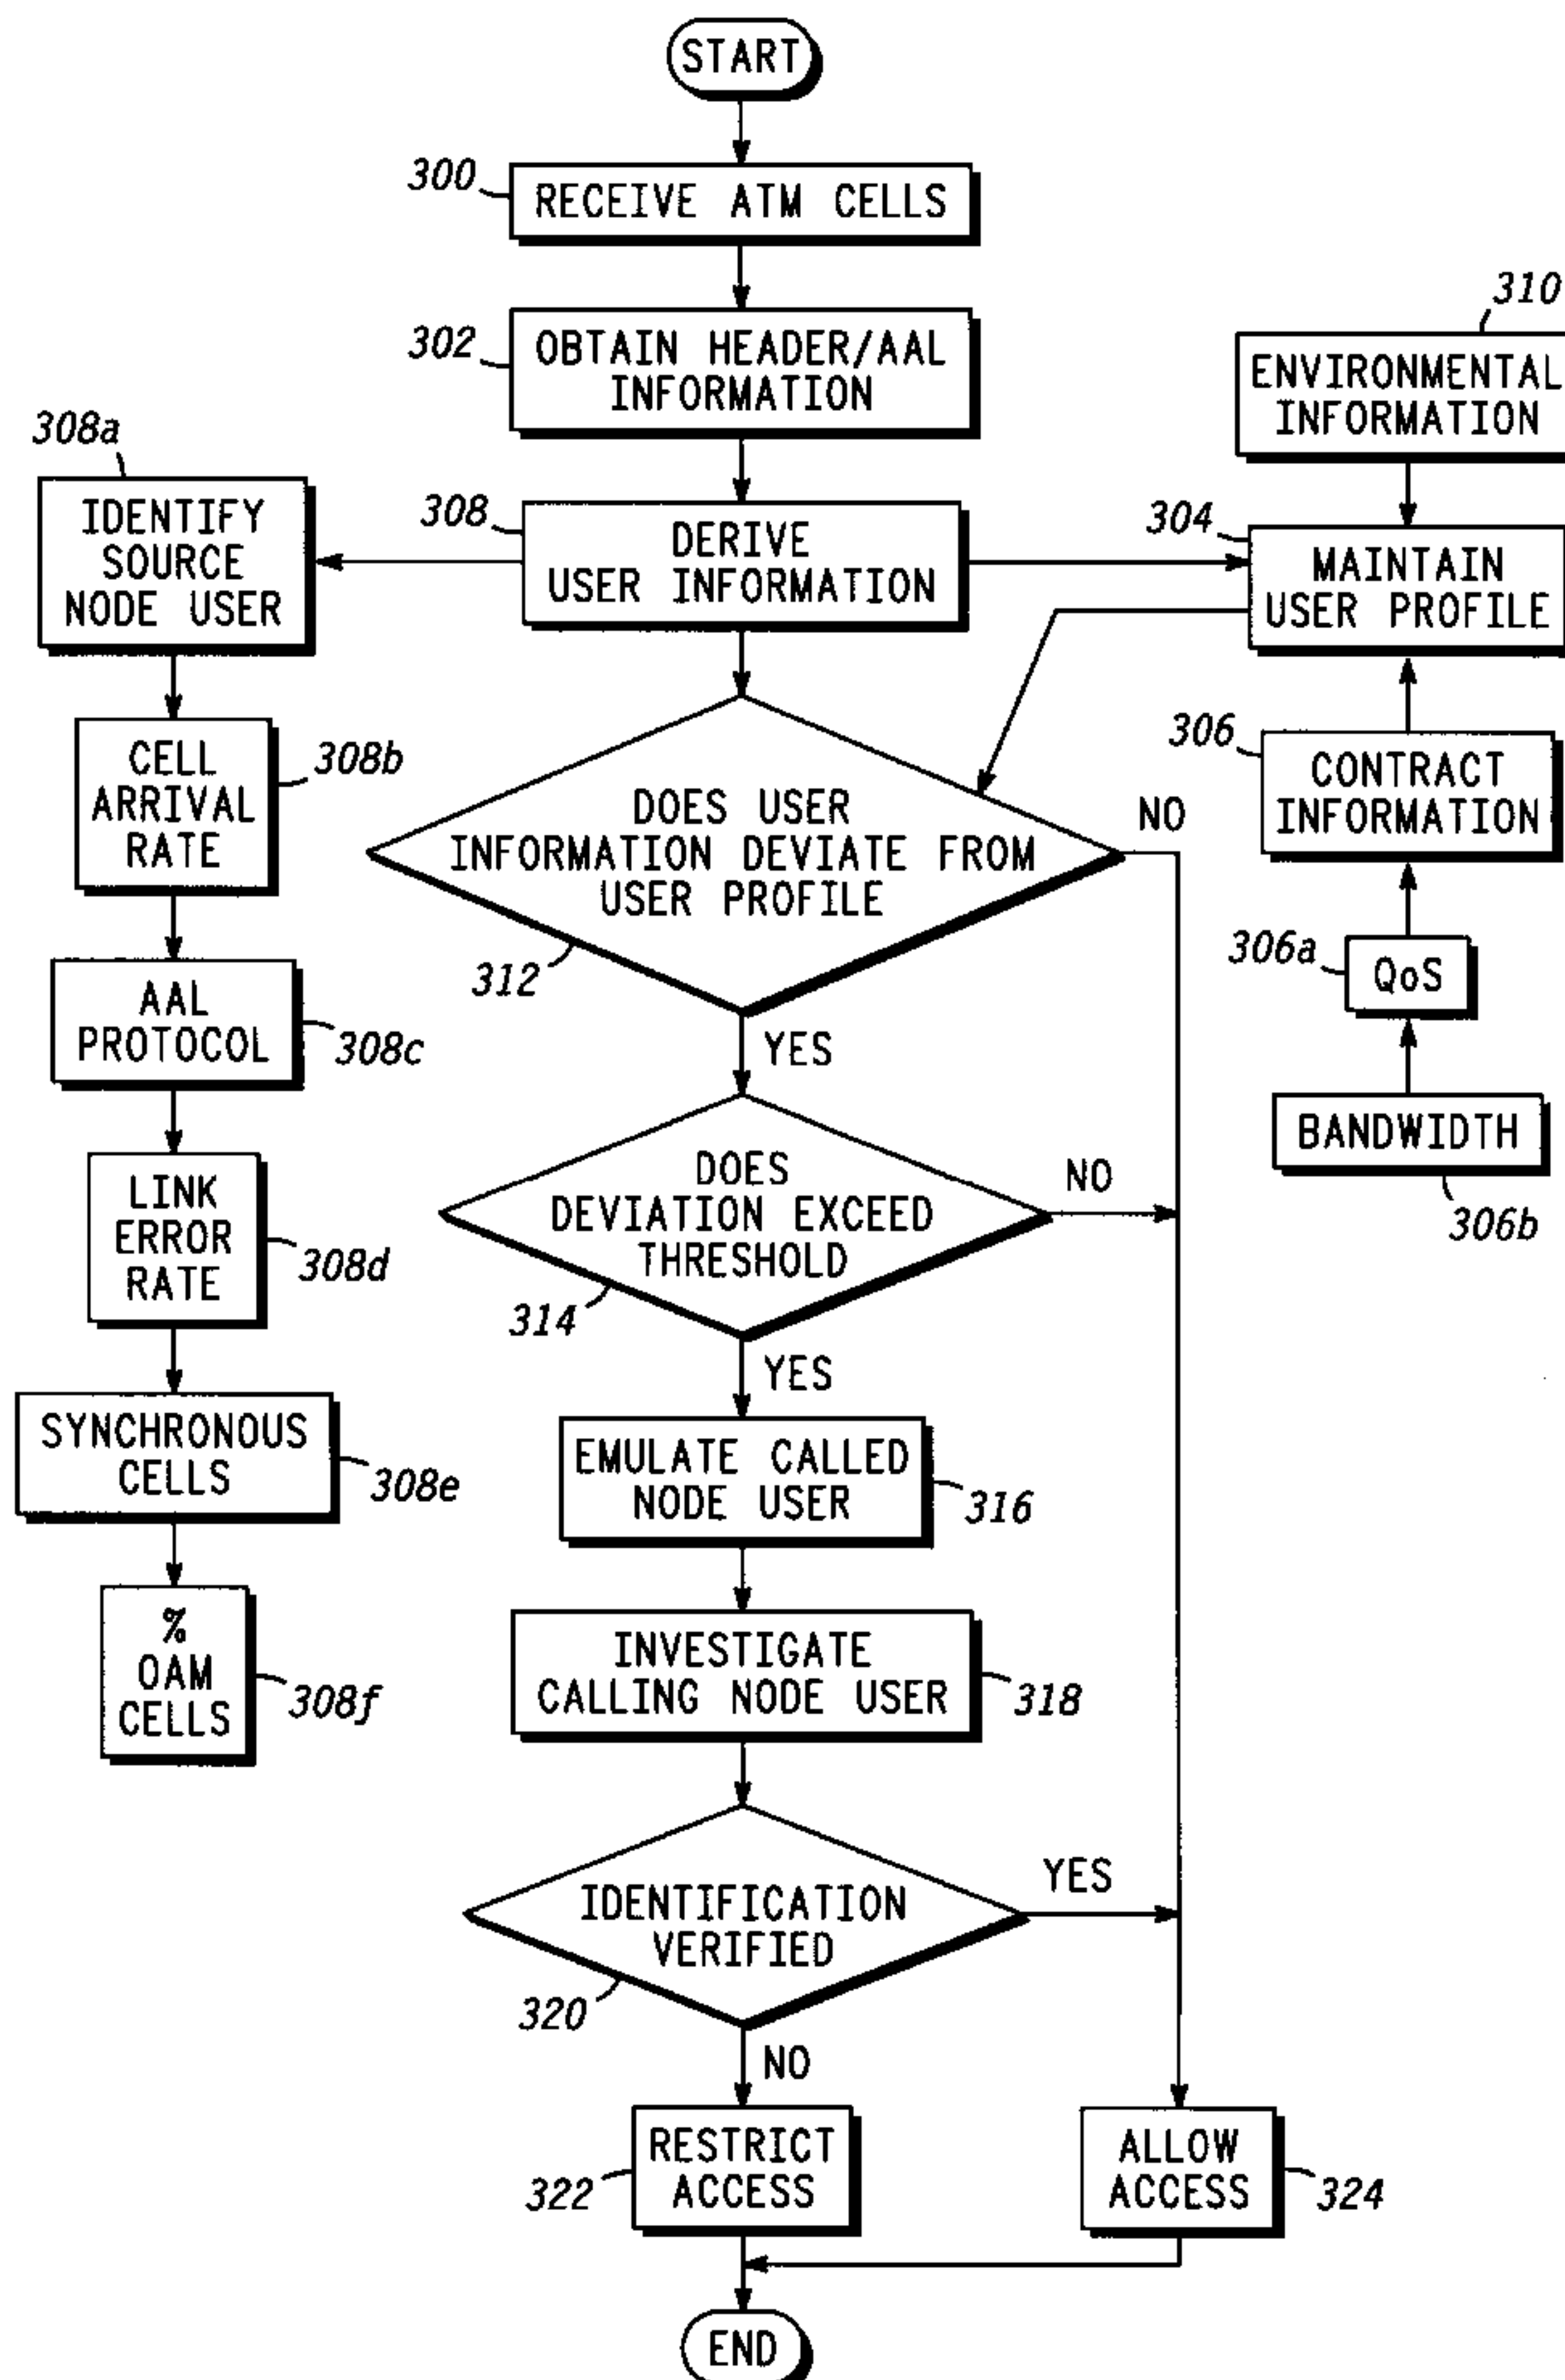 START
300
RECEIVE ATM CELLS
302
OBTAIN HEADER/AAL
INFORMATION
310
ENVIRONMENTAL
INFORMATION
308a
IDENTIFY
SOURCE
NODE USER
308
DERIVE
USER INFORMATION
304
MAINTAIN
USER PROFILE
CELL
ARRIVAL
RATE
308b
DOES USER
INFORMATION DEVIATE FROM
USER PROFILE
312
NO
306
CONTRACT
INFORMATION
306a
QoS
BANDWIDTH
306b
AAL
PROTOCOL
308c
YES
LINK
ERROR
RATE
308d
DOES
DEVIATION EXCEED
THRESHOLD
314
NO
YES
SYNCHRONOUS
CELLS
308e
EMULATE CALLED
NODE USER
316
%
OAM
CELLS
308f
INVESTIGATE
CALLING NODE USER
318
IDENTIFICATION
VERIFIED
320
YES
NO
RESTRICT
ACCESS
322
ALLOW
ACCESS
324
END